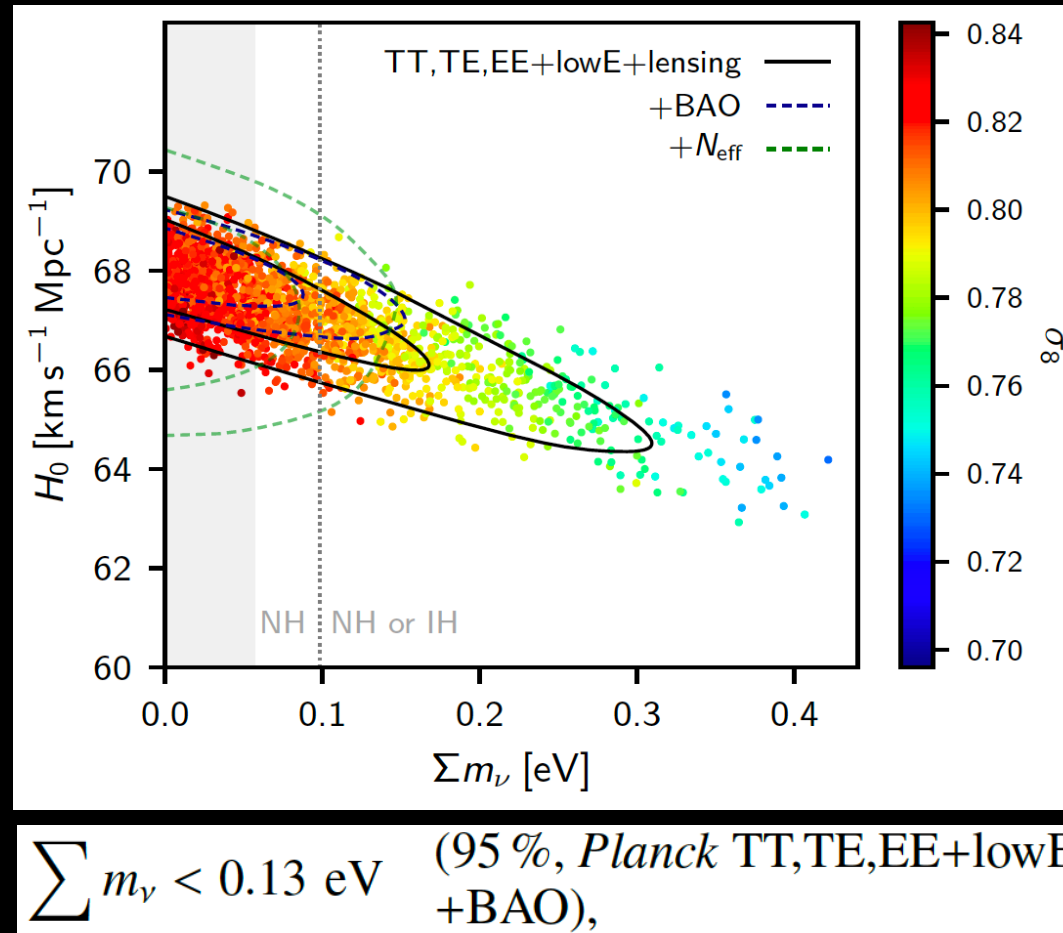 TT,TE,EE+lowE+lensing
+BAO
+N_eff
H₀ [km s⁻¹ Mpc⁻¹]
70
68
66
64
62
60
NH
NH or IH
0.0 0.1 0.2 0.3 0.4
Σm_ν [eV]
0.84
0.82
0.80
0.78
0.76
0.74
0.72
0.70
σ₈
∑ m_ν < 0.13 eV (95 %, Planck TT,TE,EE+lowE
+BAO),